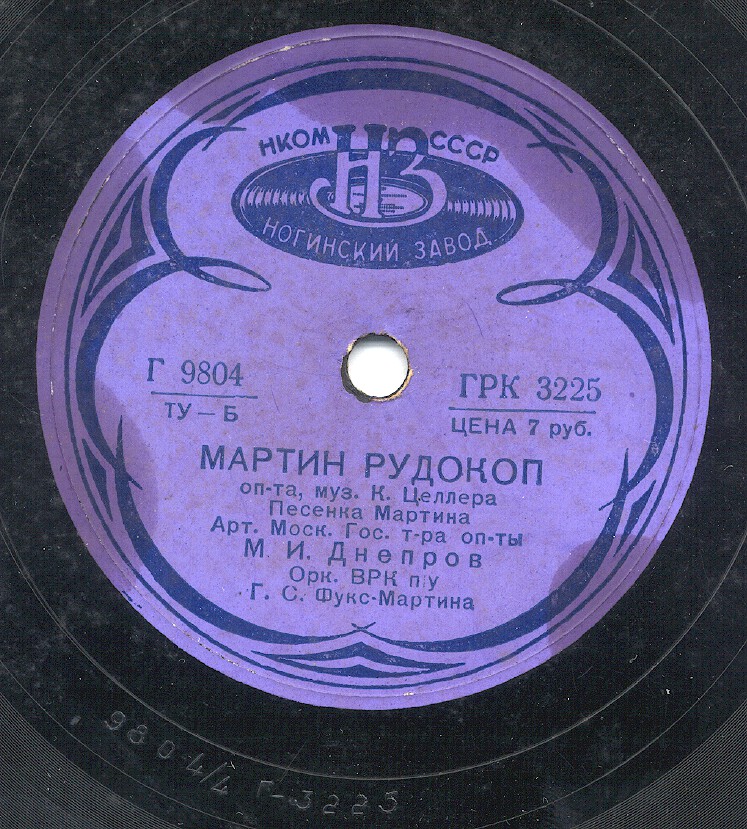 НКОМ НЗ СССР
НОГИНСКИЙ ЗАВОД
Г 9804
ТУ — Б
ГРК 3225
ЦЕНА 7 руб.
МАРТИН РУДОКОП
оп-та, муз. К. Целлера
Песенка Мартина
Арт. Моск. Гос. т-ра оп-ты
М. И. Днепров
Орк. ВРК п/у
Г. С. Фукс-Мартина
9804/4 Г-3225